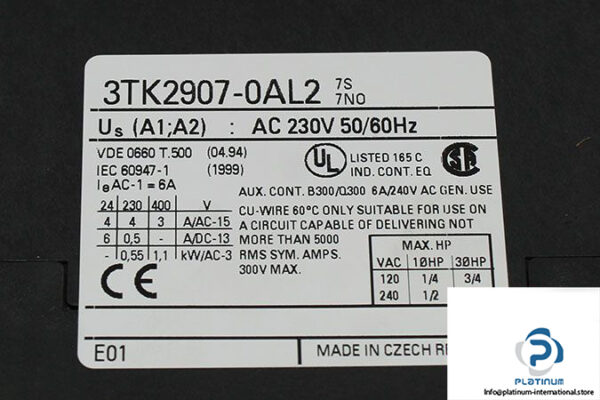 3TK2907-0AL2 7S
7NO
Us (A1;A2) : AC 230V 50/60Hz
VDE 0660 T.500 (04.94)
IEC 60947-1 (1999)
IeAC-1 = 6A
UL LISTED 165 C
IND. CONT. EQ.
SA
AUX. CONT. B300/Q300 6A/240V AC GEN. USE
24 230 400 V
4 4 3 A/AC-15
6 0,5 - A/DC-13
- 0,55 1,1 kW/AC-3
CU-WIRE 60°C ONLY SUITABLE FOR USE ON
A CIRCUIT CAPABLE OF DELIVERING NOT
MORE THAN 5000
RMS SYM. AMPS.
300V MAX.
MAX. HP
VAC 1ØHP 3ØHP
120 1/4 3/4
240 1/2
CE
E01
MADE IN CZECH
PLATINUM
platinum-international.store